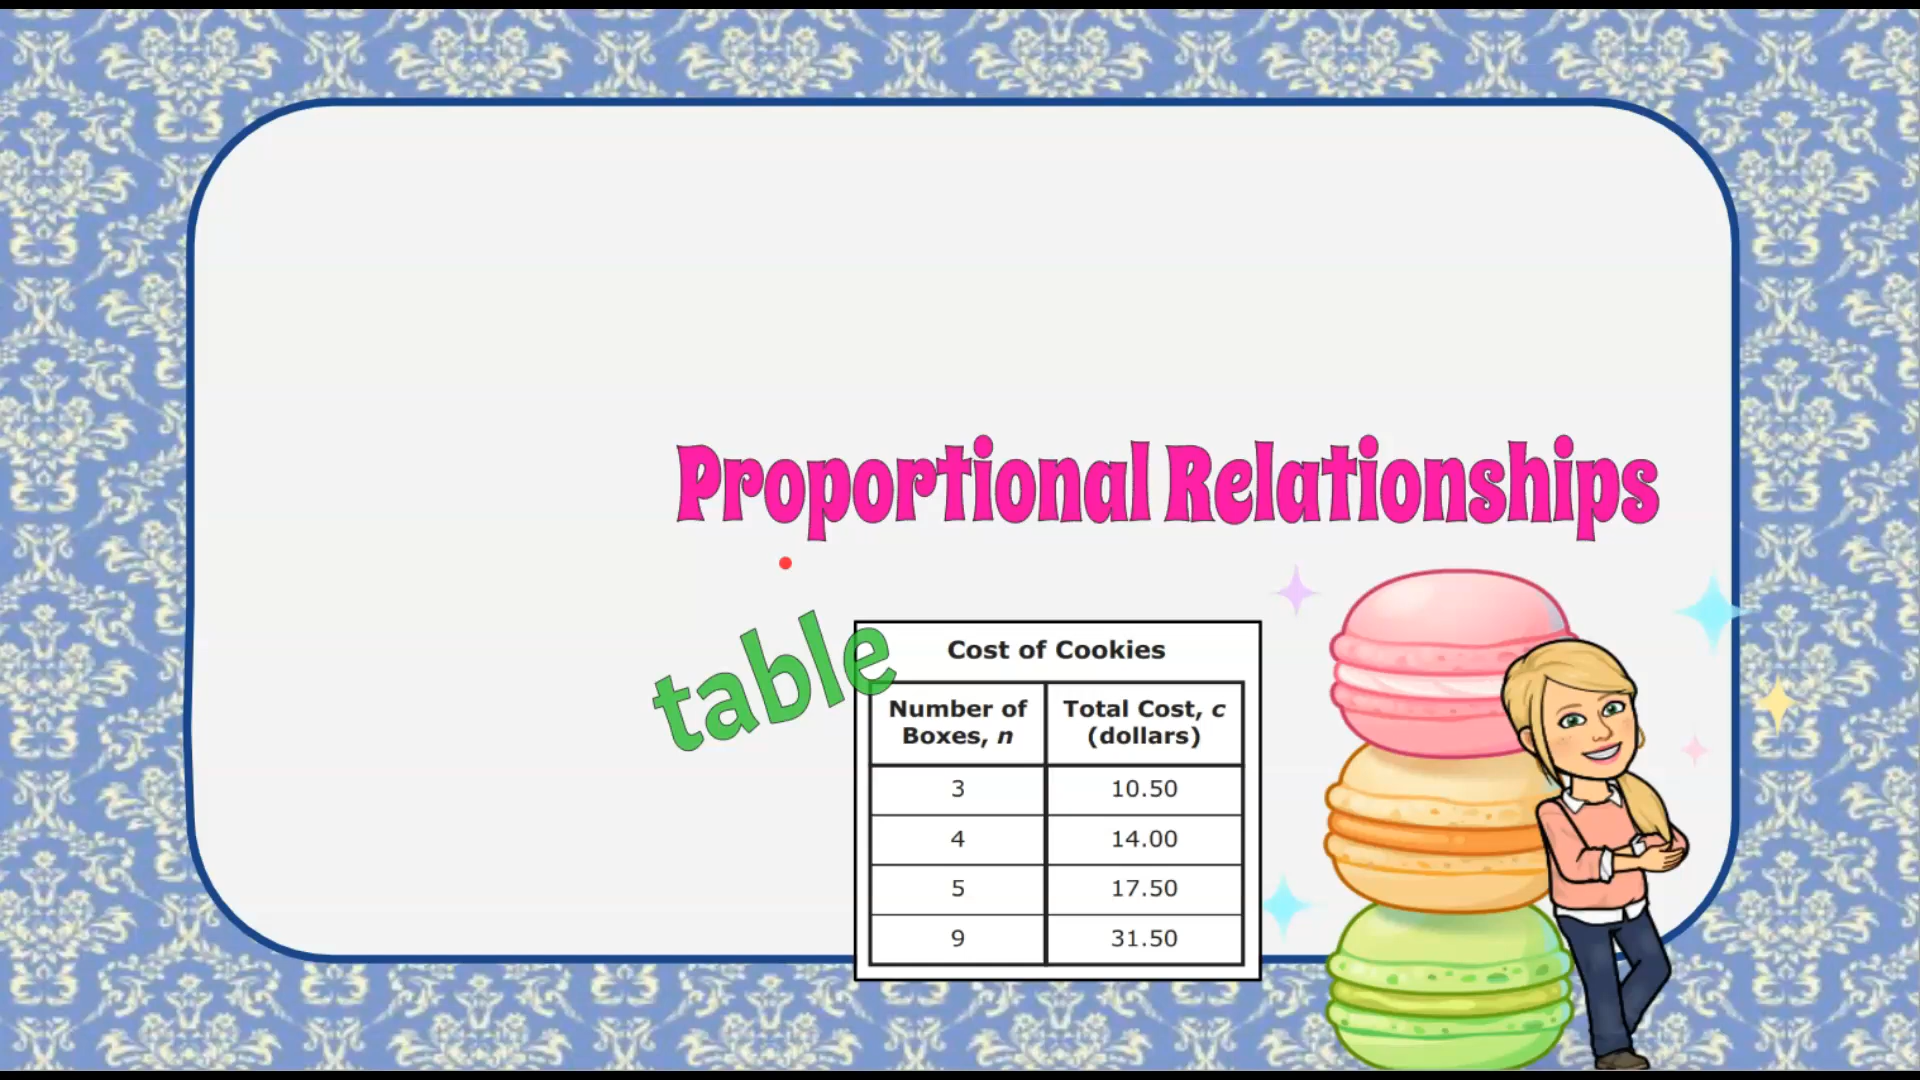 Proportional Relationships
table
Cost of Cookies
Number of Boxes, n Total Cost, c (dollars)
3 10.50
4 14.00
5 17.50
9 31.50